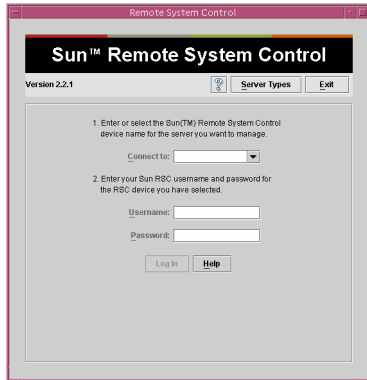 Remote System Control
Sun™ Remote System Control
Version 2.2.1
Server Types
Exit
1. Enter or select the Sun(TM) Remote System Control
device name for the server you want to manage.
Connect to:
2. Enter your Sun RSC username and password for
the RSC device you have selected.
Username:
Password:
Log In
Help